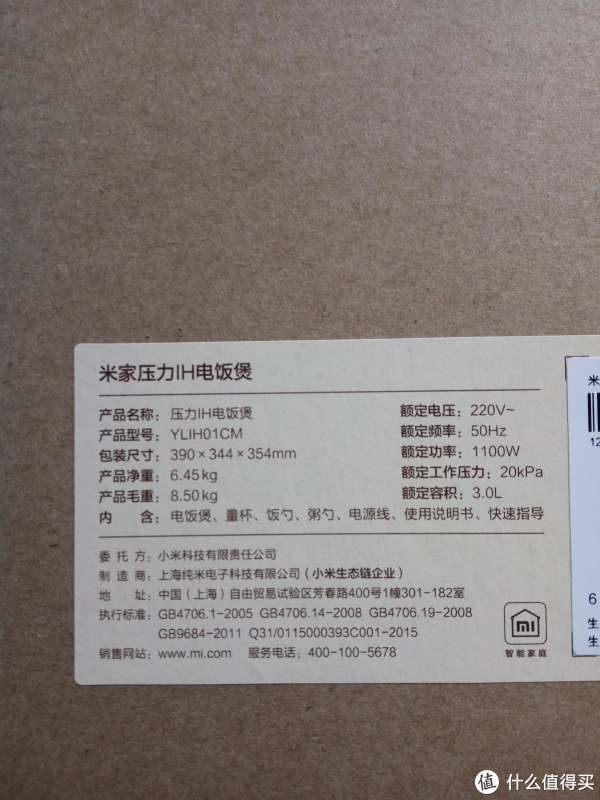 米家压力IH电饭煲
产品名称：压力IH电饭煲 额定电压：220V~
产品型号：YLIH01CM 额定频率：50Hz
包装尺寸：390×344×354mm 额定功率：1100W
产品净重：6.45kg 额定工作压力：20kPa
产品毛重：8.50kg 额定容积：3.0L
内 含：电饭煲、量杯、饭勺、粥勺、电源线、使用说明书、快速指导
委 托 方：小米科技有限责任公司
制 造 商：上海纯米电子科技有限公司（小米生态链企业）
地 址：中国（上海）自由贸易试验区芳春路400号1幢301-182室
执行标准：GB4706.1-2005 GB4706.14-2008 GB4706.19-2008
GB9684-2011 Q31/0115000393C001-2015
销售网站：www.mi.com 服务电话：400-100-5678
mi
智能家庭
米
12
6
生
生
值 什么值得买